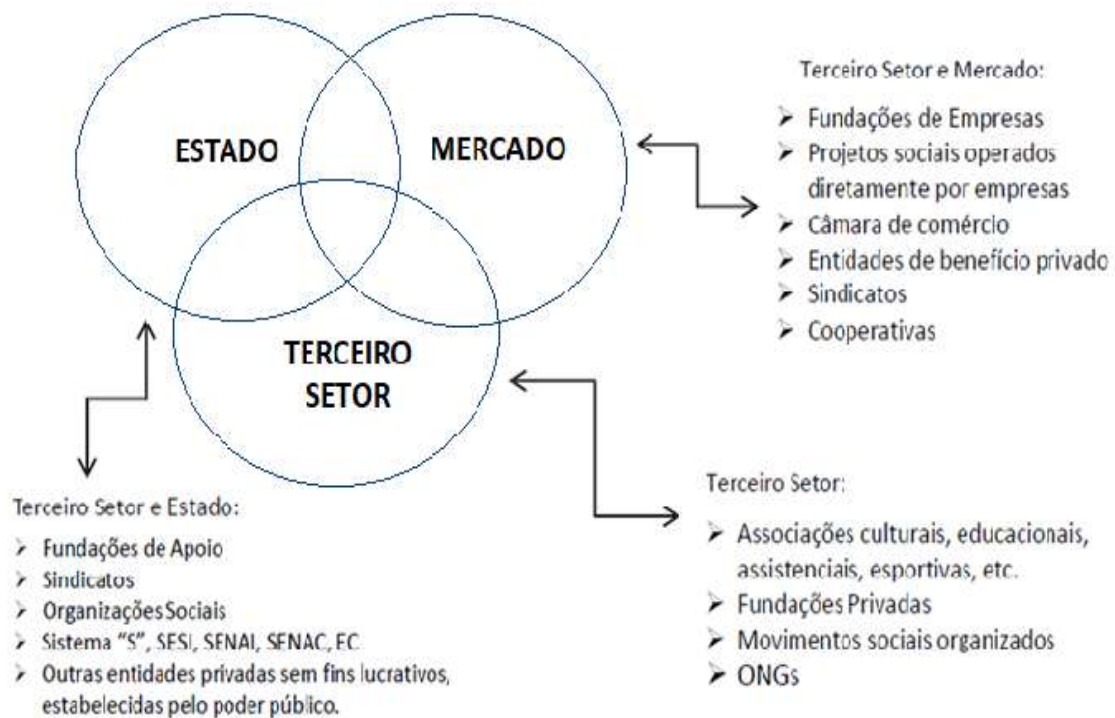 ESTADO
MERCADO
TERCEIRO
SETOR
Terceiro Setor e Mercado:
➢ Fundações de Empresas
➢ Projetos sociais operados
diretamente por empresas
➢ Câmara de comércio
➢ Entidades de benefício privado
➢ Sindicatos
➢ Cooperativas
Terceiro Setor e Estado:
➢ Fundações de Apoio
➢ Sindicatos
➢ Organizações Sociais
➢ Sistema “S”, SESI, SENAI, SENAC, EC
➢ Outras entidades privadas sem fins lucrativos,
estabelecidas pelo poder público.
Terceiro Setor:
➢ Associações culturais, educacionais,
assistenciais, esportivas, etc.
➢ Fundações Privadas
➢ Movimentos sociais organizados
➢ ONGs